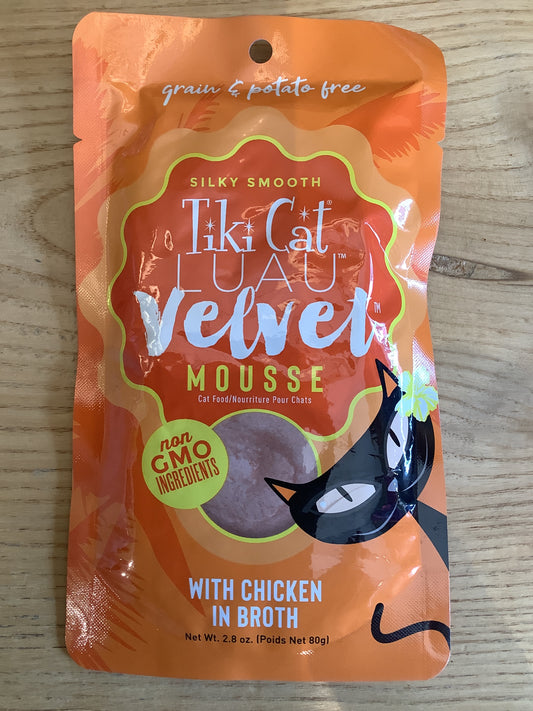 grain & potato free
SILKY SMOOTH
Tiki Cat®
LUAU™
Velvet™
MOUSSE
Cat Food/Nourriture Pour Chats
non
GMO
INGREDIENTS
WITH CHICKEN
IN BROTH
Net Wt. 2.8 oz. (Poids Net 80g)